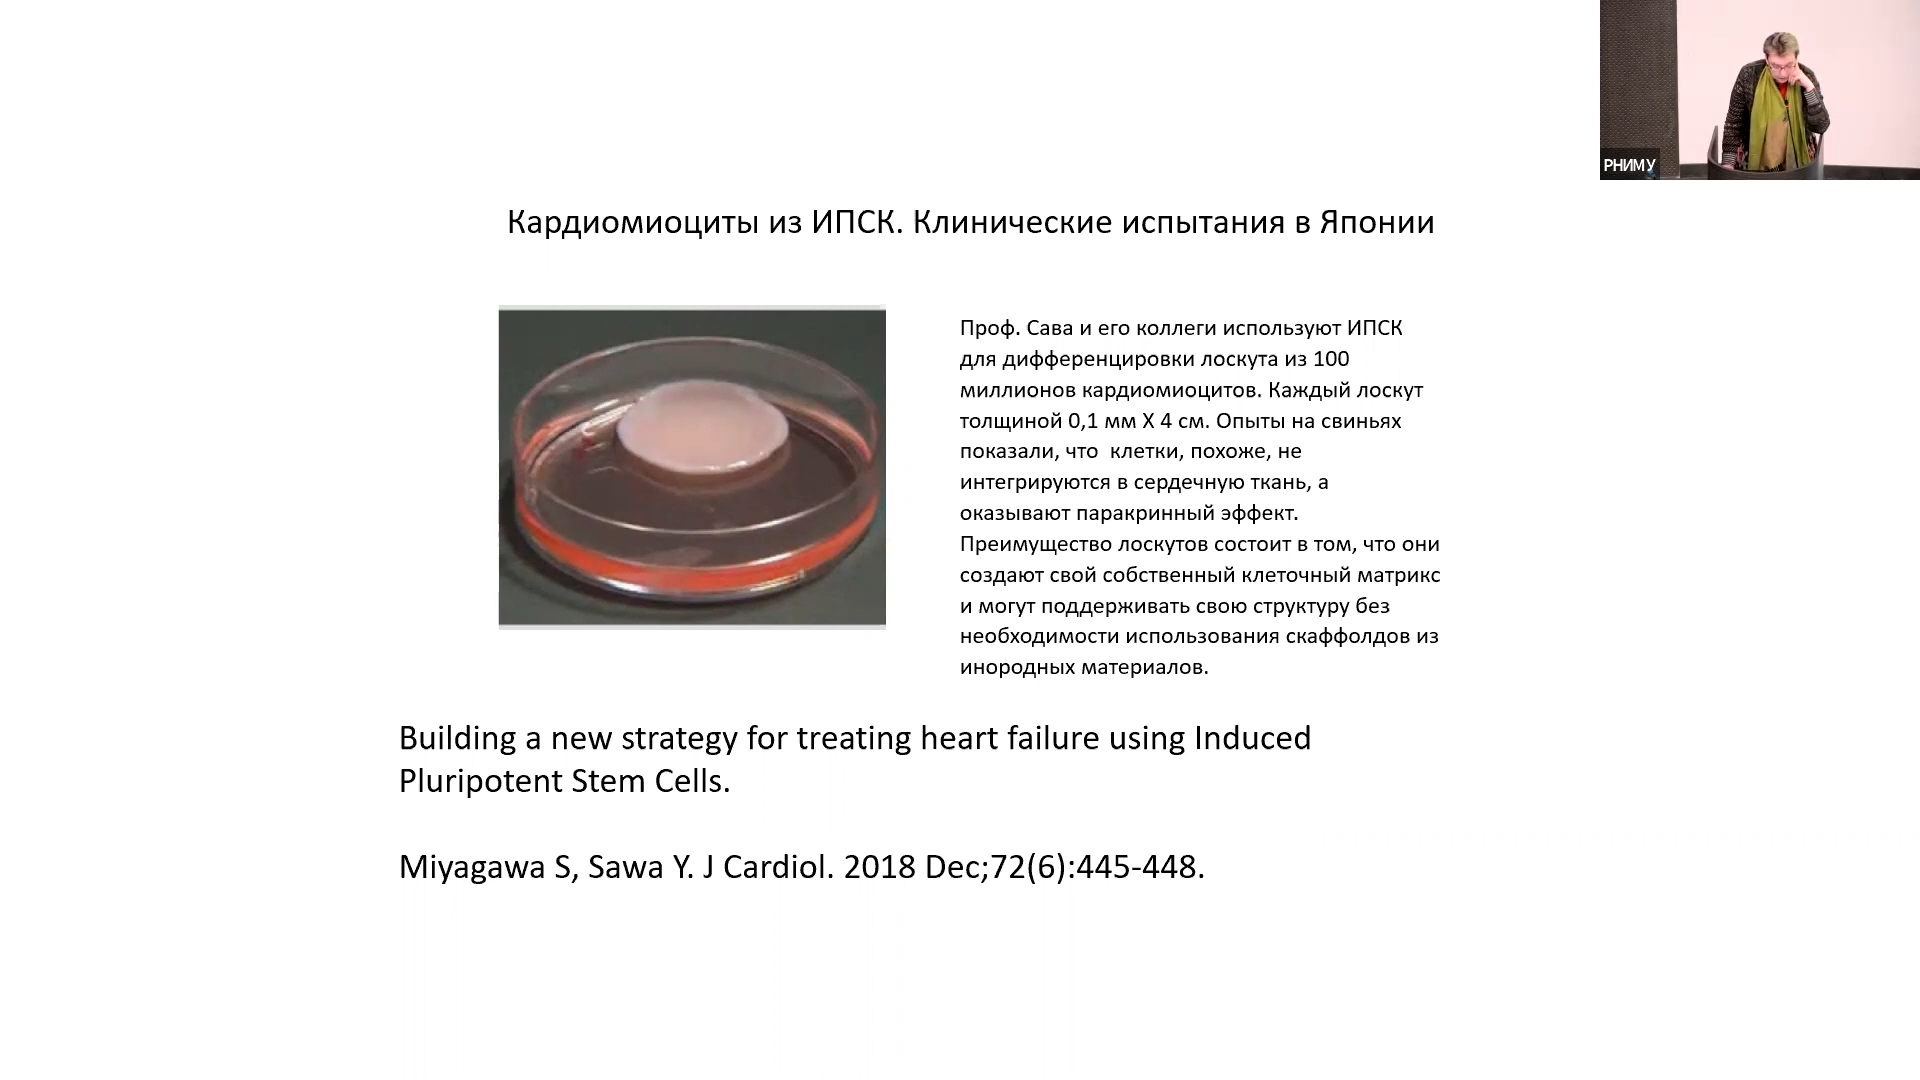 РНИМУ
Кардиомиоциты из ИПСК. Клинические испытания в Японии
Проф. Сава и его коллеги используют ИПСК
для дифференцировки лоскута из 100
миллионов кардиомиоцитов. Каждый лоскут
толщиной 0,1 мм X 4 см. Опыты на свиньях
показали, что  клетки, похоже, не
интегрируются в сердечную ткань, а
оказывают паракринный эффект.
Преимущество лоскутов состоит в том, что они
создают свой собственный клеточный матрикс
и могут поддерживать свою структуру без
необходимости использования скаффолдов из
инородных материалов.
Building a new strategy for treating heart failure using Induced
Pluripotent Stem Cells.
Miyagawa S, Sawa Y. J Cardiol. 2018 Dec;72(6):445-448.